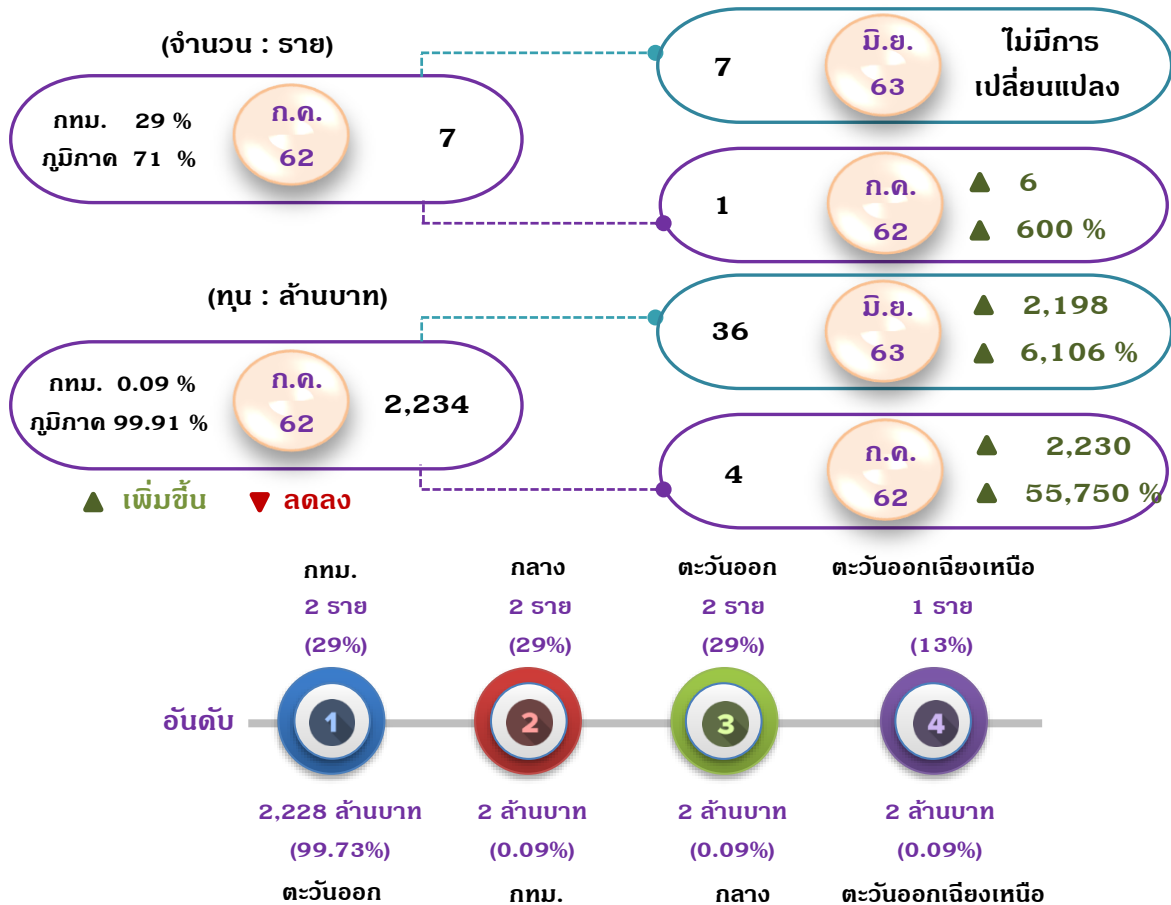 (จำนวน : ราย)
กทม. 29 %
ภูมิภาค 71 %
ก.ค.
62
7
7
มิ.ย.
63
ไม่มีการ
เปลี่ยนแปลง
1
ก.ค.
62
▲ 6
▲ 600 %
(ทุน : ล้านบาท)
กทม. 0.09 %
ภูมิภาค 99.91 %
ก.ค.
62
2,234
36
มิ.ย.
63
▲ 2,198
▲ 6,106 %
4
ก.ค.
62
▲ 2,230
▲ 55,750 %
▲ เพิ่มขึ้น ▼ ลดลง
กทม. กลาง ตะวันออก ตะวันออกเฉียงเหนือ
2 ราย 2 ราย 2 ราย 1 ราย
(29%) (29%) (29%) (13%)
อันดับ 1 2 3 4
2,228 ล้านบาท 2 ล้านบาท 2 ล้านบาท 2 ล้านบาท
(99.73%) (0.09%) (0.09%) (0.09%)
ตะวันออก กทม. กลาง ตะวันออกเฉียงเหนือ